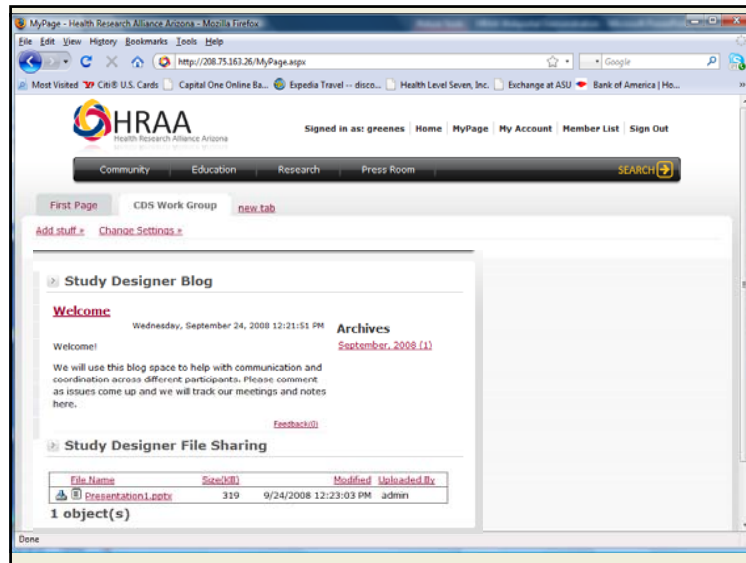 MyPage - Health Research Alliance Arizona - Mozilla Firefox
File Edit View History Bookmarks Tools Help
http://208.75.163.26/MyPage.aspx
Google
Most Visited Citi® U.S. Cards Capital One Online Ba... Expedia Travel -- disco... Health Level Seven, Inc. Exchange at ASU Bank of America | Ho... »
HRAA
Health Research Alliance Arizona
Signed in as: greenes Home MyPage My Account Member List Sign Out
Community Education Research Press Room SEARCH
First Page CDS Work Group new tab
Add stuff » Change Settings »
Study Designer Blog
Welcome
Wednesday, September 24, 2008 12:21:51 PM
Archives
September, 2008 (1)
Welcome!
We will use this blog space to help with communication and
coordination across different participants. Please comment
as issues come up and we will track our meetings and notes
here.
Feedback(0)
Study Designer File Sharing
File Name Size(KB) Modified Uploaded By
Presentation1.pptx 319 9/24/2008 12:23:03 PM admin
1 object(s)
Done